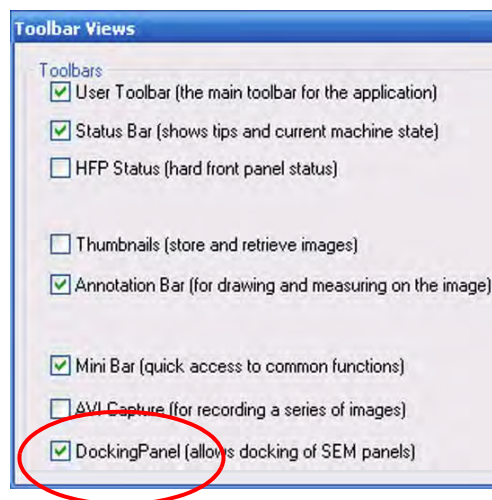 Toolbar Views
Toolbars
User Toolbar (the main toolbar for the application)
Status Bar (shows tips and current machine state)
HFP Status (hard front panel status)
Thumbnails (store and retrieve images)
Annotation Bar (for drawing and measuring on the image)
Mini Bar (quick access to common functions)
AVI Capture (for recording a series of images)
DockingPanel (allows docking of SEM panels)